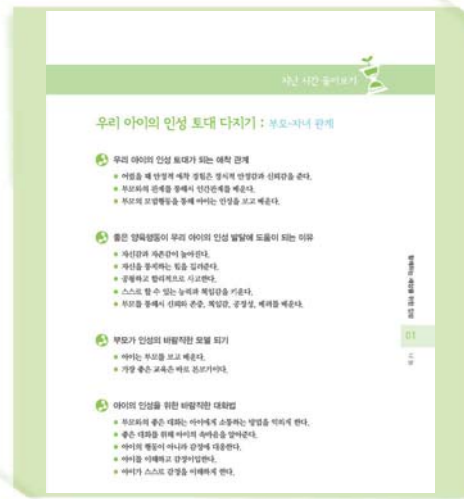 지난 시간 돌아보기
우리 아이의 인성 토대 다지기 : 부모-자녀 관계
우리 아이의 인성 토대가 되는 애착 관계
어렸을 때 안정적 애착 경험은 정서적 안정감과 신뢰감을 준다.
부모와의 관계를 통해서 인간관계를 배운다.
부모의 모범행동을 통해 아이는 인성을 보고 배운다.
좋은 양육행동이 우리 아이의 인성 발달에 도움이 되는 이유
자신감과 자존감이 높아진다.
자신을 통제하는 힘을 길러준다.
공평하고 합리적으로 사고한다.
스스로 할 수 있는 능력과 책임감을 키운다.
부모를 통해서 신뢰와 존중, 책임감, 공정성, 배려를 배운다.
부모가 인성의 바람직한 모델 되기
아이는 부모를 보고 배운다.
가장 좋은 교육은 바로 본보기이다.
아이의 인성을 위한 바람직한 대화법
부모와의 좋은 대화는 아이에게 소통하는 방법을 익히게 한다.
좋은 대화를 위해 아이의 속마음을 알아준다.
아이의 행동이 아니라 감정에 대응한다.
아이를 이해하고 감정이입한다.
아이가 스스로 감정을 이해하게 한다.
함께하는 세상을 위한 인성
01